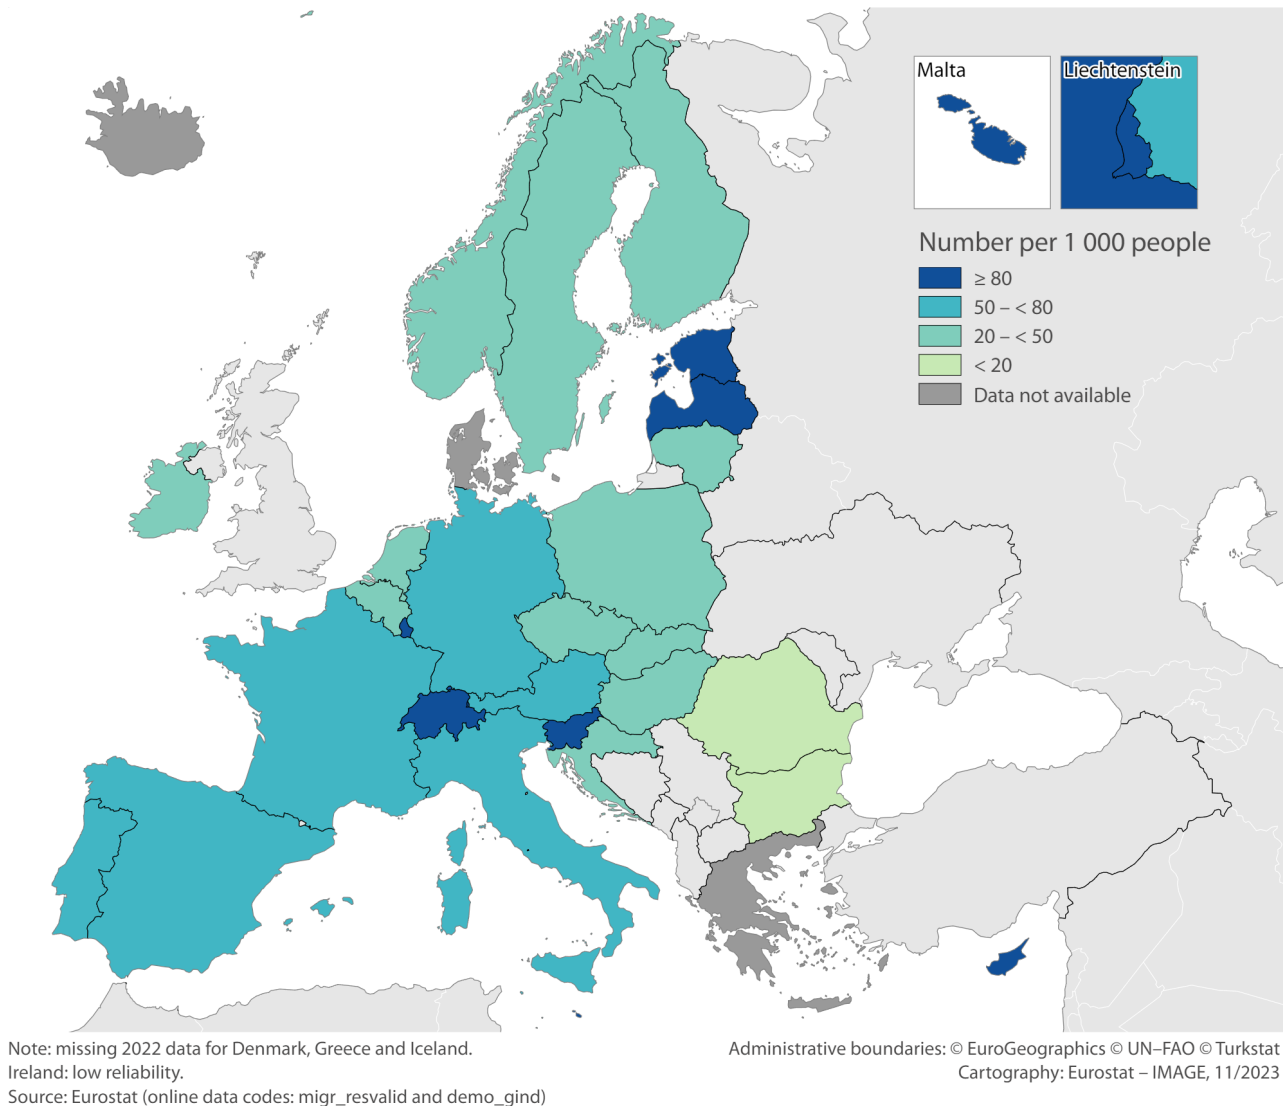 Malta
Liechtenstein
Number per 1 000 people
≥ 80
50 – < 80
20 – < 50
< 20
Data not available
Note: missing 2022 data for Denmark, Greece and Iceland.
Ireland: low reliability.
Source: Eurostat (online data codes: migr_resvalid and demo_gind)
Administrative boundaries: © EuroGeographics © UN–FAO © Turkstat
Cartography: Eurostat – IMAGE, 11/2023